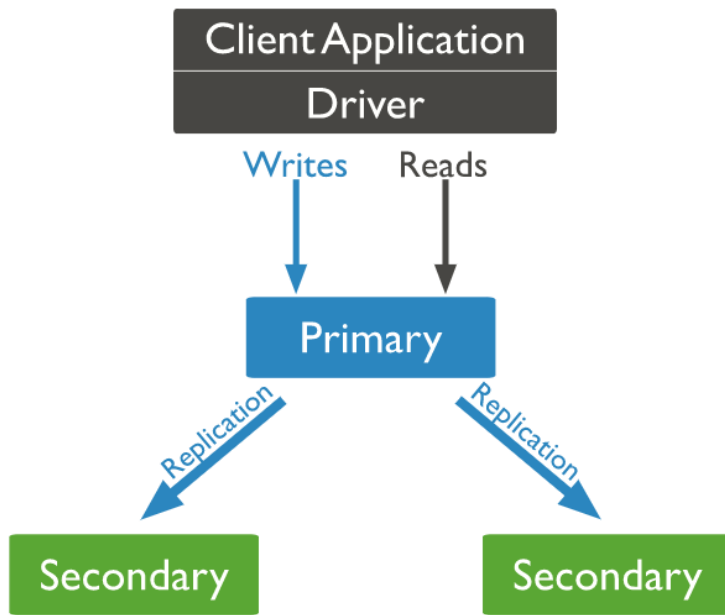 Client Application
Driver
Writes
Reads
Primary
Replication
Replication
Secondary
Secondary